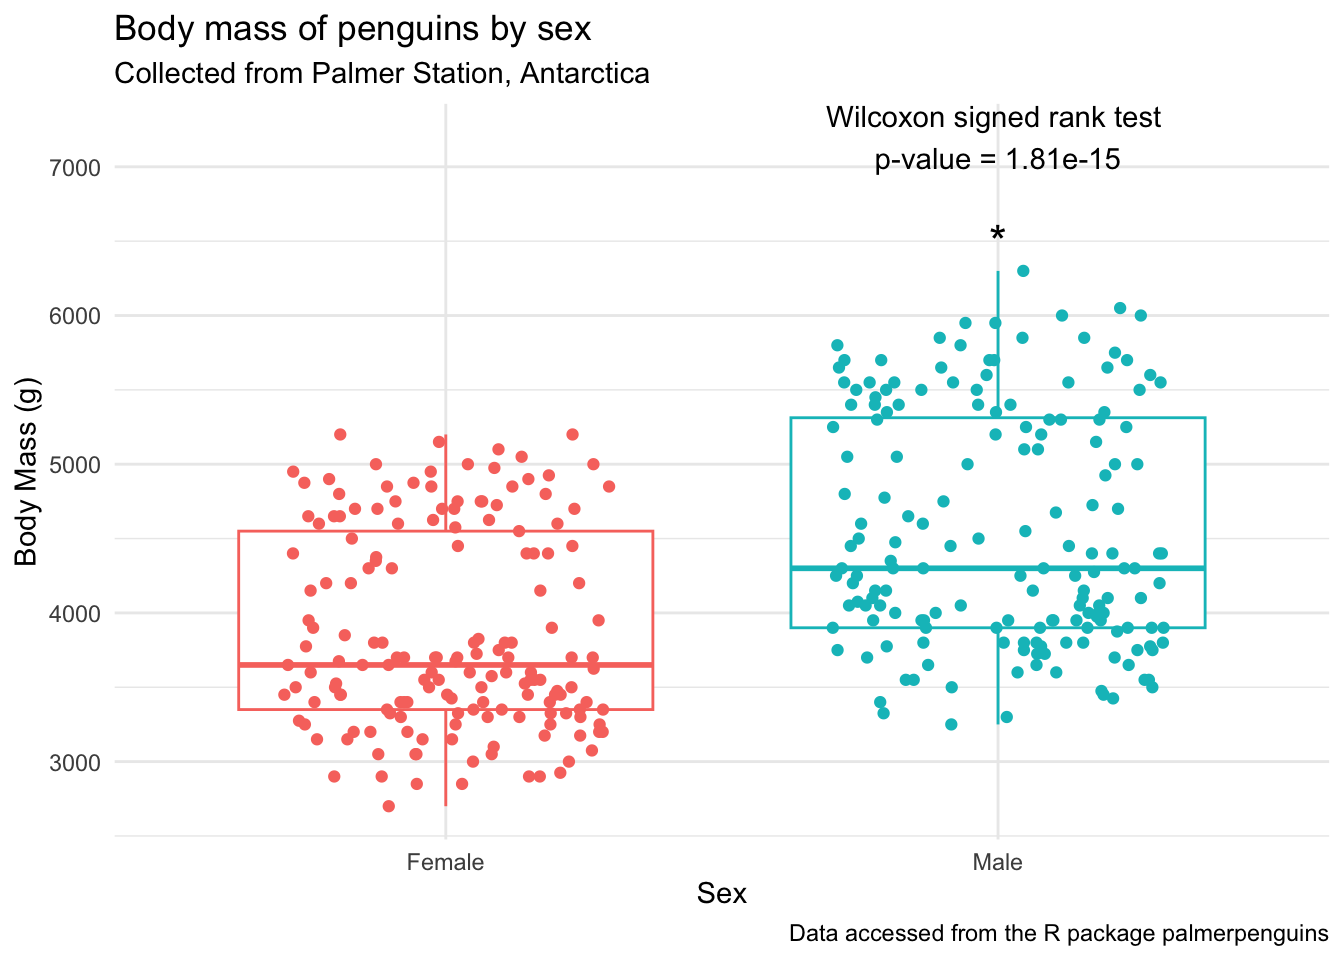 Body mass of penguins by sex
Collected from Palmer Station, Antarctica
Wilcoxon signed rank test
p-value = 1.81e-15
*
7000
6000
5000
4000
3000
Body Mass (g)
Female
Male
Sex
Data accessed from the R package palmerpenguins